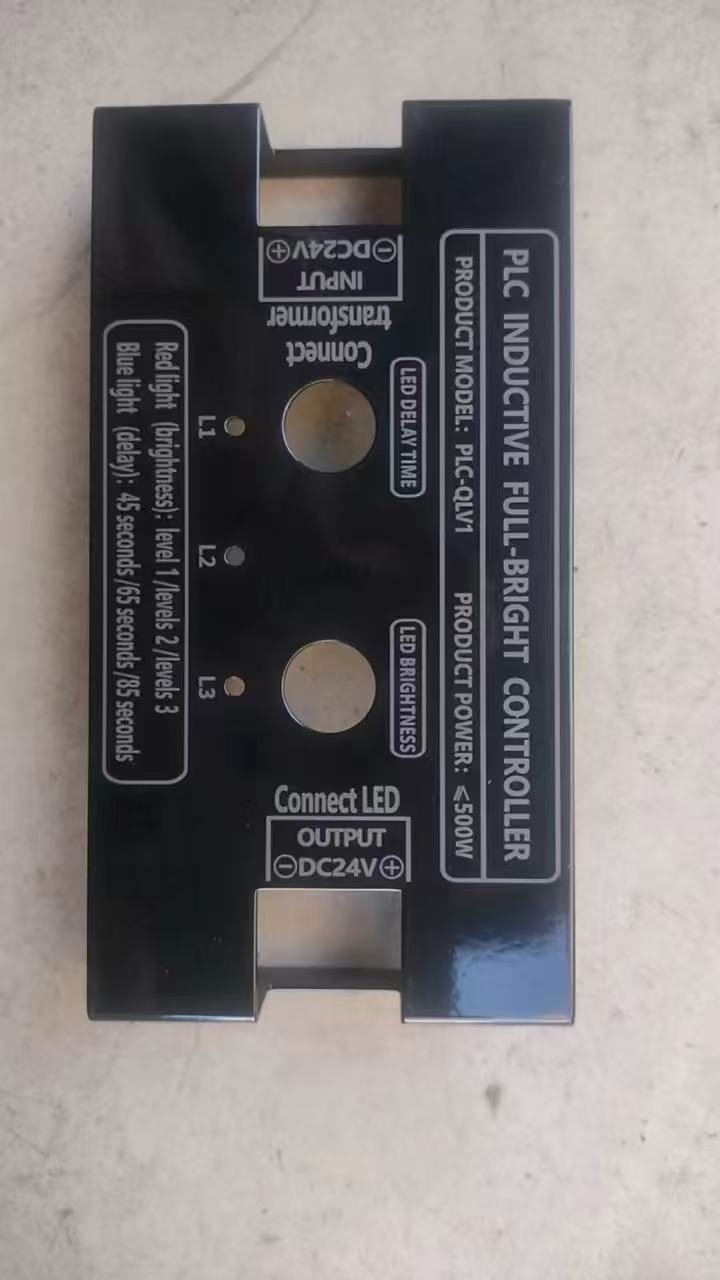 PLC INDUCTIVE FULL-BRIGHT CONTROLLER
PRODUCT MODEL: PLC-QLV1 PRODUCT POWER: ⩽500W
LED DELAY TIME
LED BRIGHTNESS
Connect
transformer
INPUT
⊖DC24V⊕
Connect LED
OUTPUT
⊖DC24V⊕
L1
L2
L3
Red light (brightness): level 1 /levels 2 /levels 3
Blue light (delay): 45 seconds /65 seconds /85 seconds